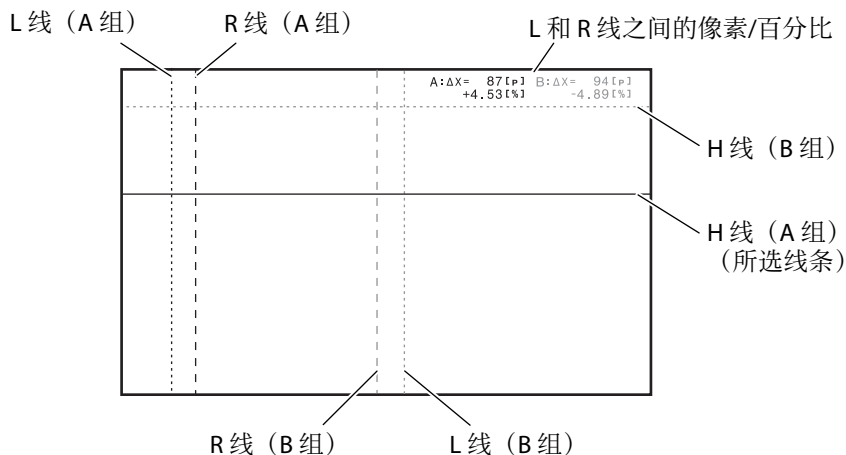 L 线（A 组） R 线（A 组） L 和 R 线之间的像素/百分比
A:ΔX= 87[p] B:ΔX= 94[p]
+4.53[%] -4.89[%]
H 线（B 组）
H 线（A 组）
（所选线条）
R 线（B 组） L 线（B 组）